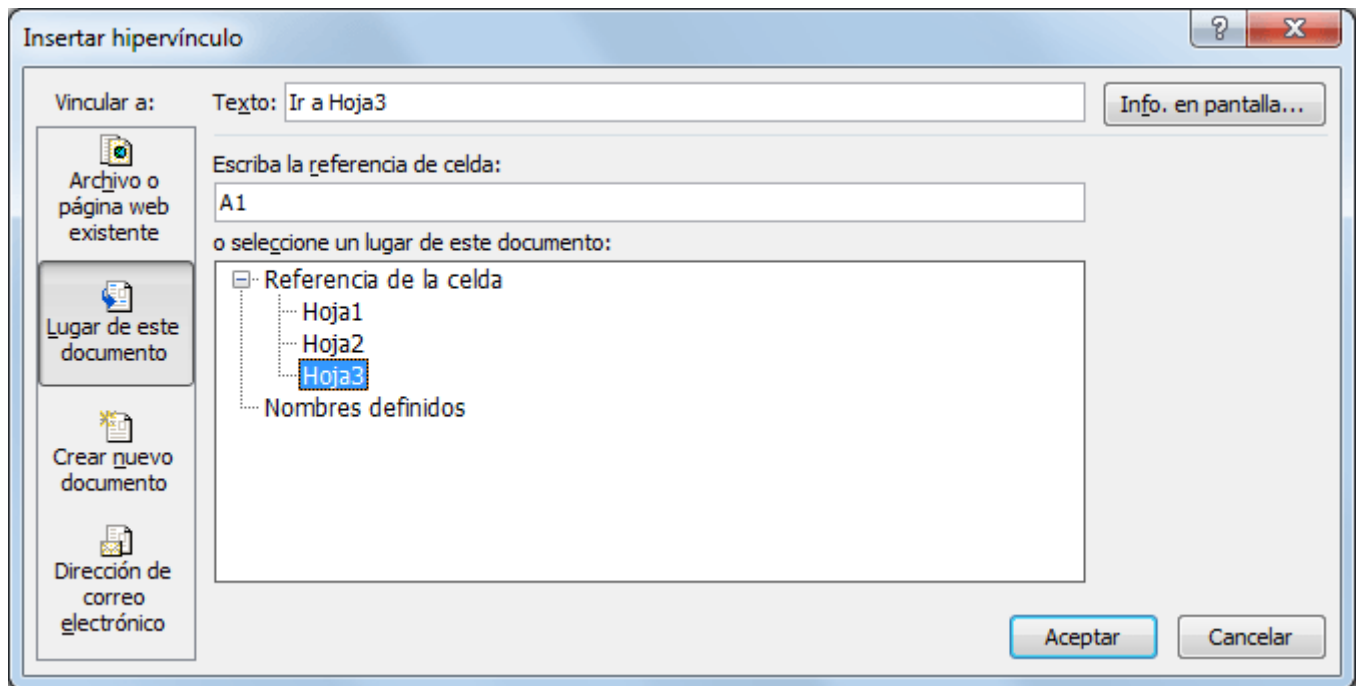 Insertar hipervínculo
Vincular a:
Texto: Ir a Hoja3
Info. en pantalla...
Archivo o
página web
existente
Lugar de este
documento
Crear nuevo
documento
Dirección de
correo
electrónico
Escriba la referencia de celda:
A1
o seleccione un lugar de este documento:
Referencia de la celda
Hoja1
Hoja2
Hoja3
Nombres definidos
Aceptar
Cancelar